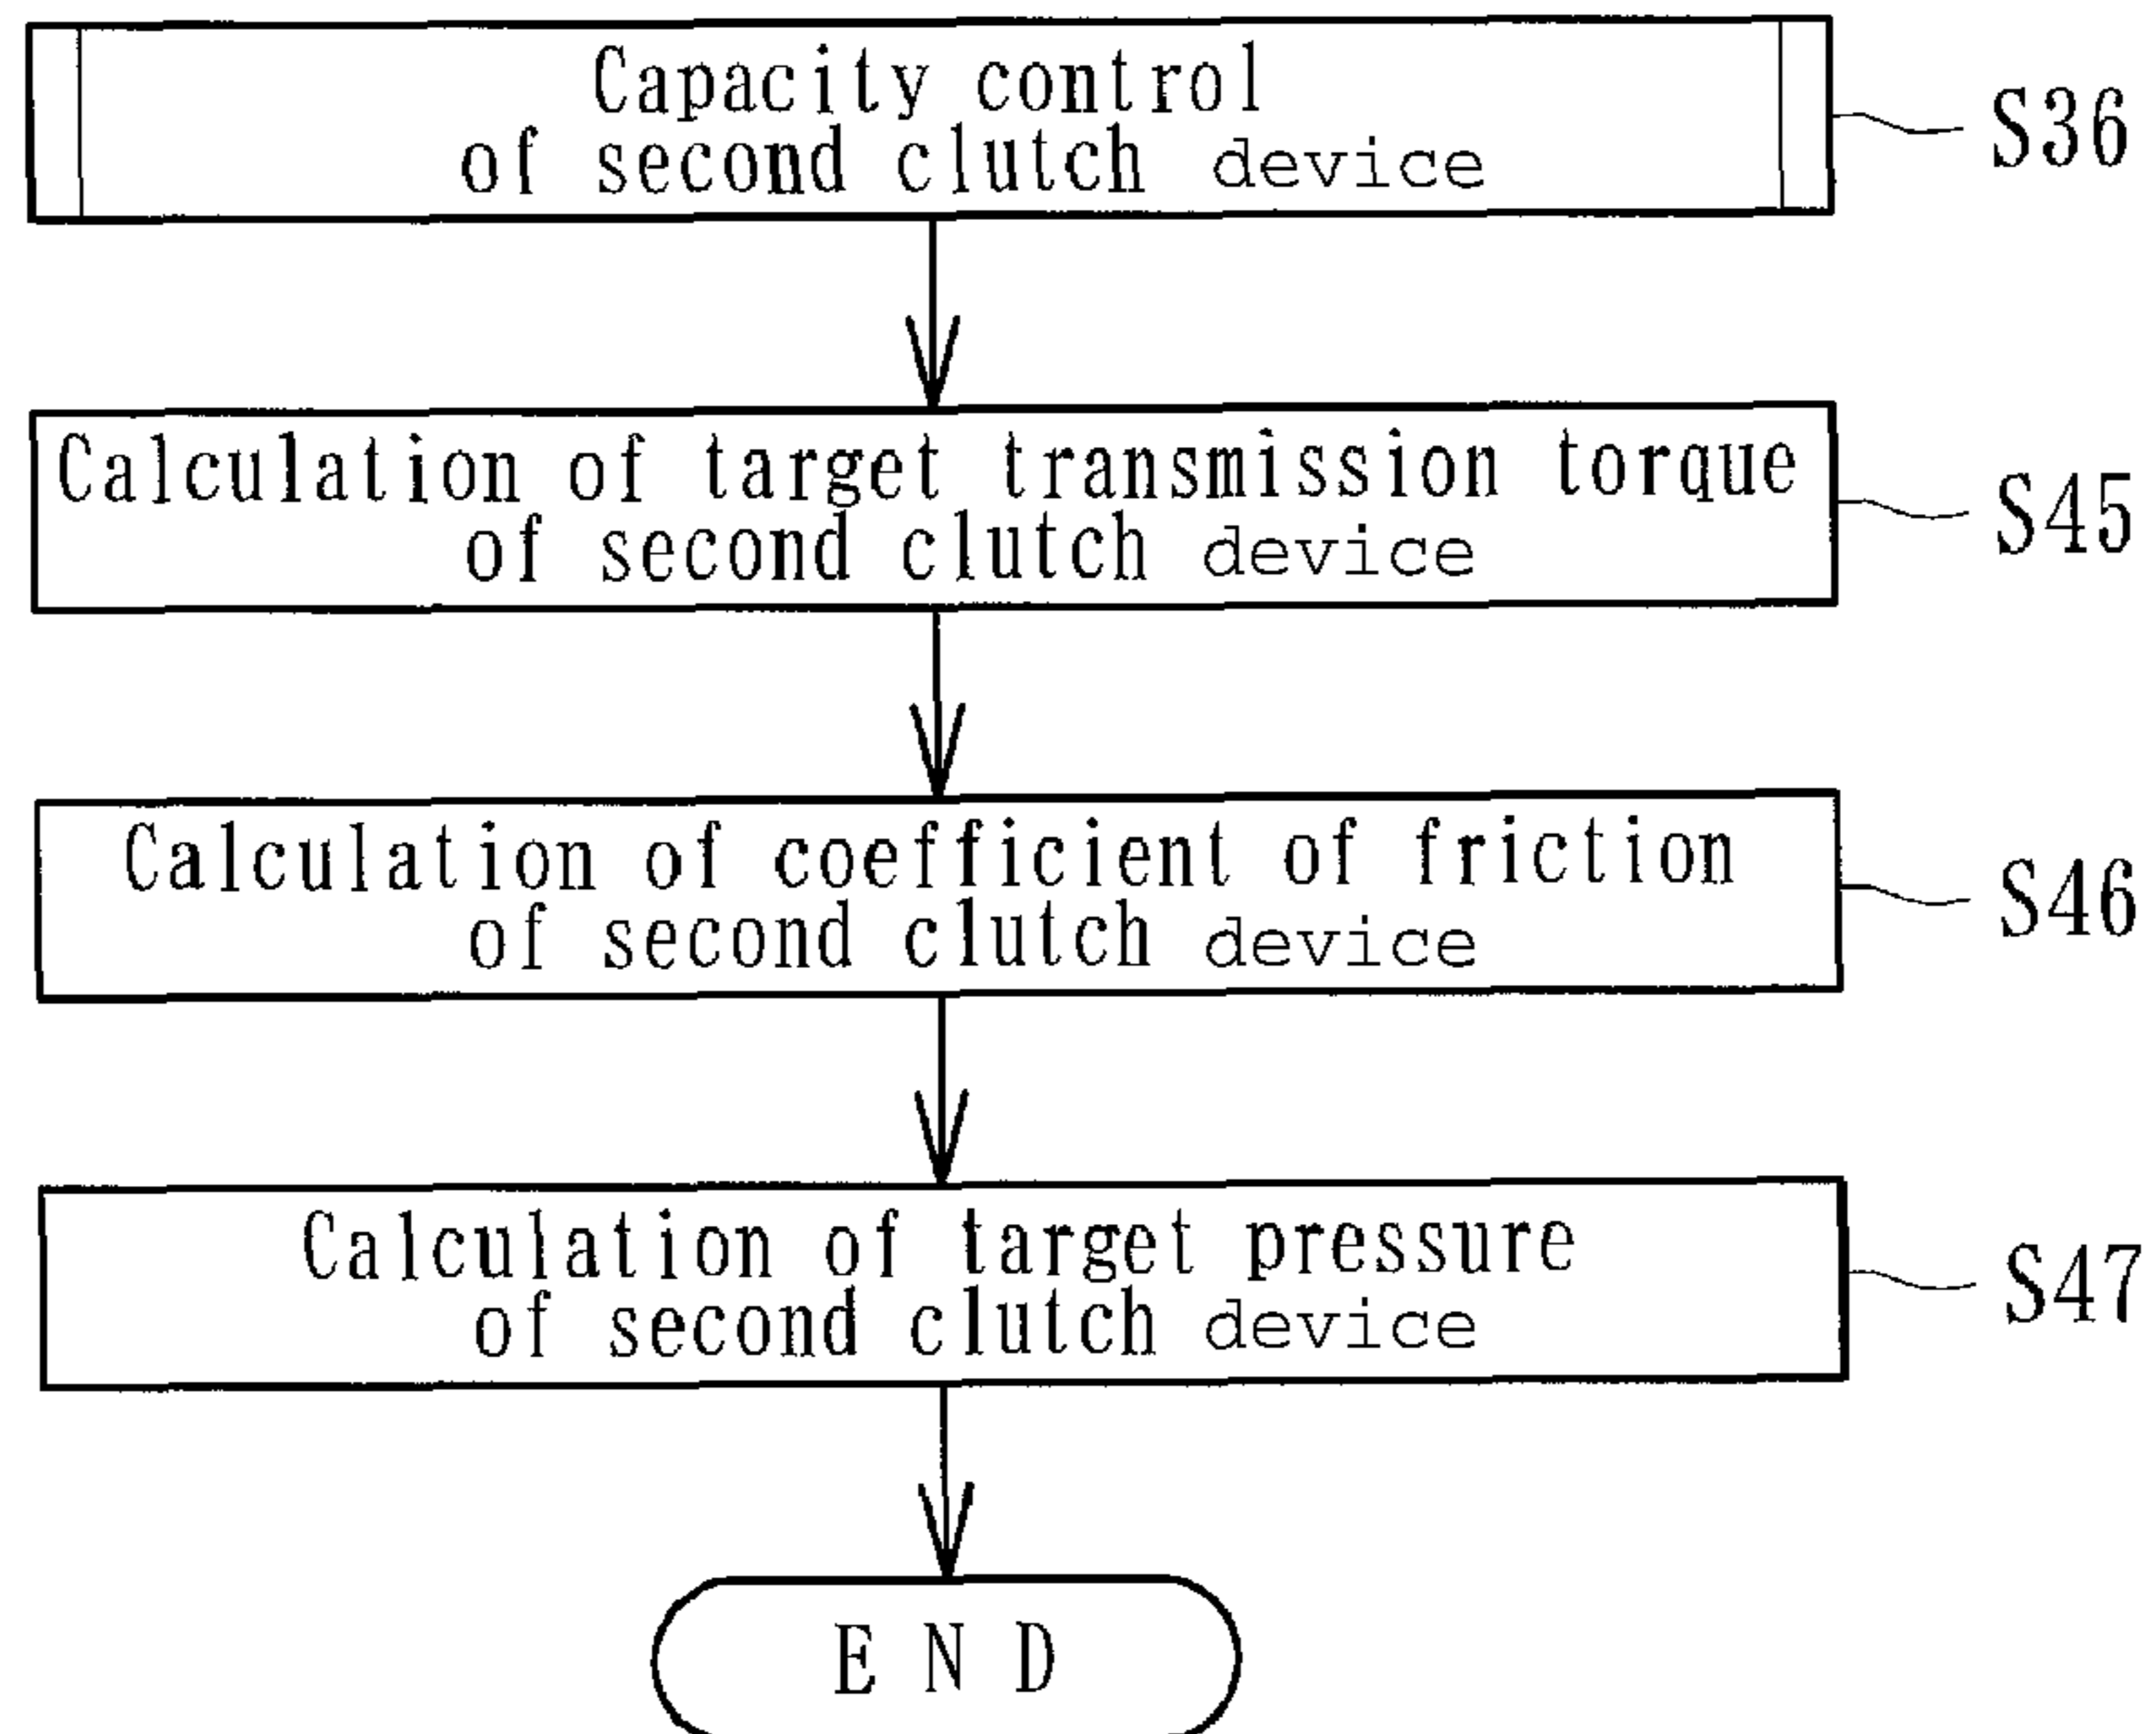 Capacity control
of second clutch device
S36
Calculation of target transmission torque
of second clutch device
S45
Calculation of coefficient of friction
of second clutch device
S46
Calculation of target pressure
of second clutch device
S47
END